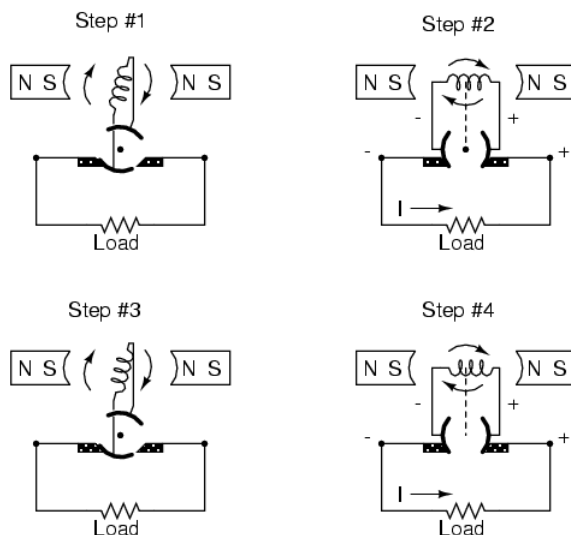 Step #1
N S
N S
Load
Step #2
N S
N S
-
+
-
+
I
Load
Step #3
N S
N S
Load
Step #4
N S
N S
-
+
-
+
I
Load